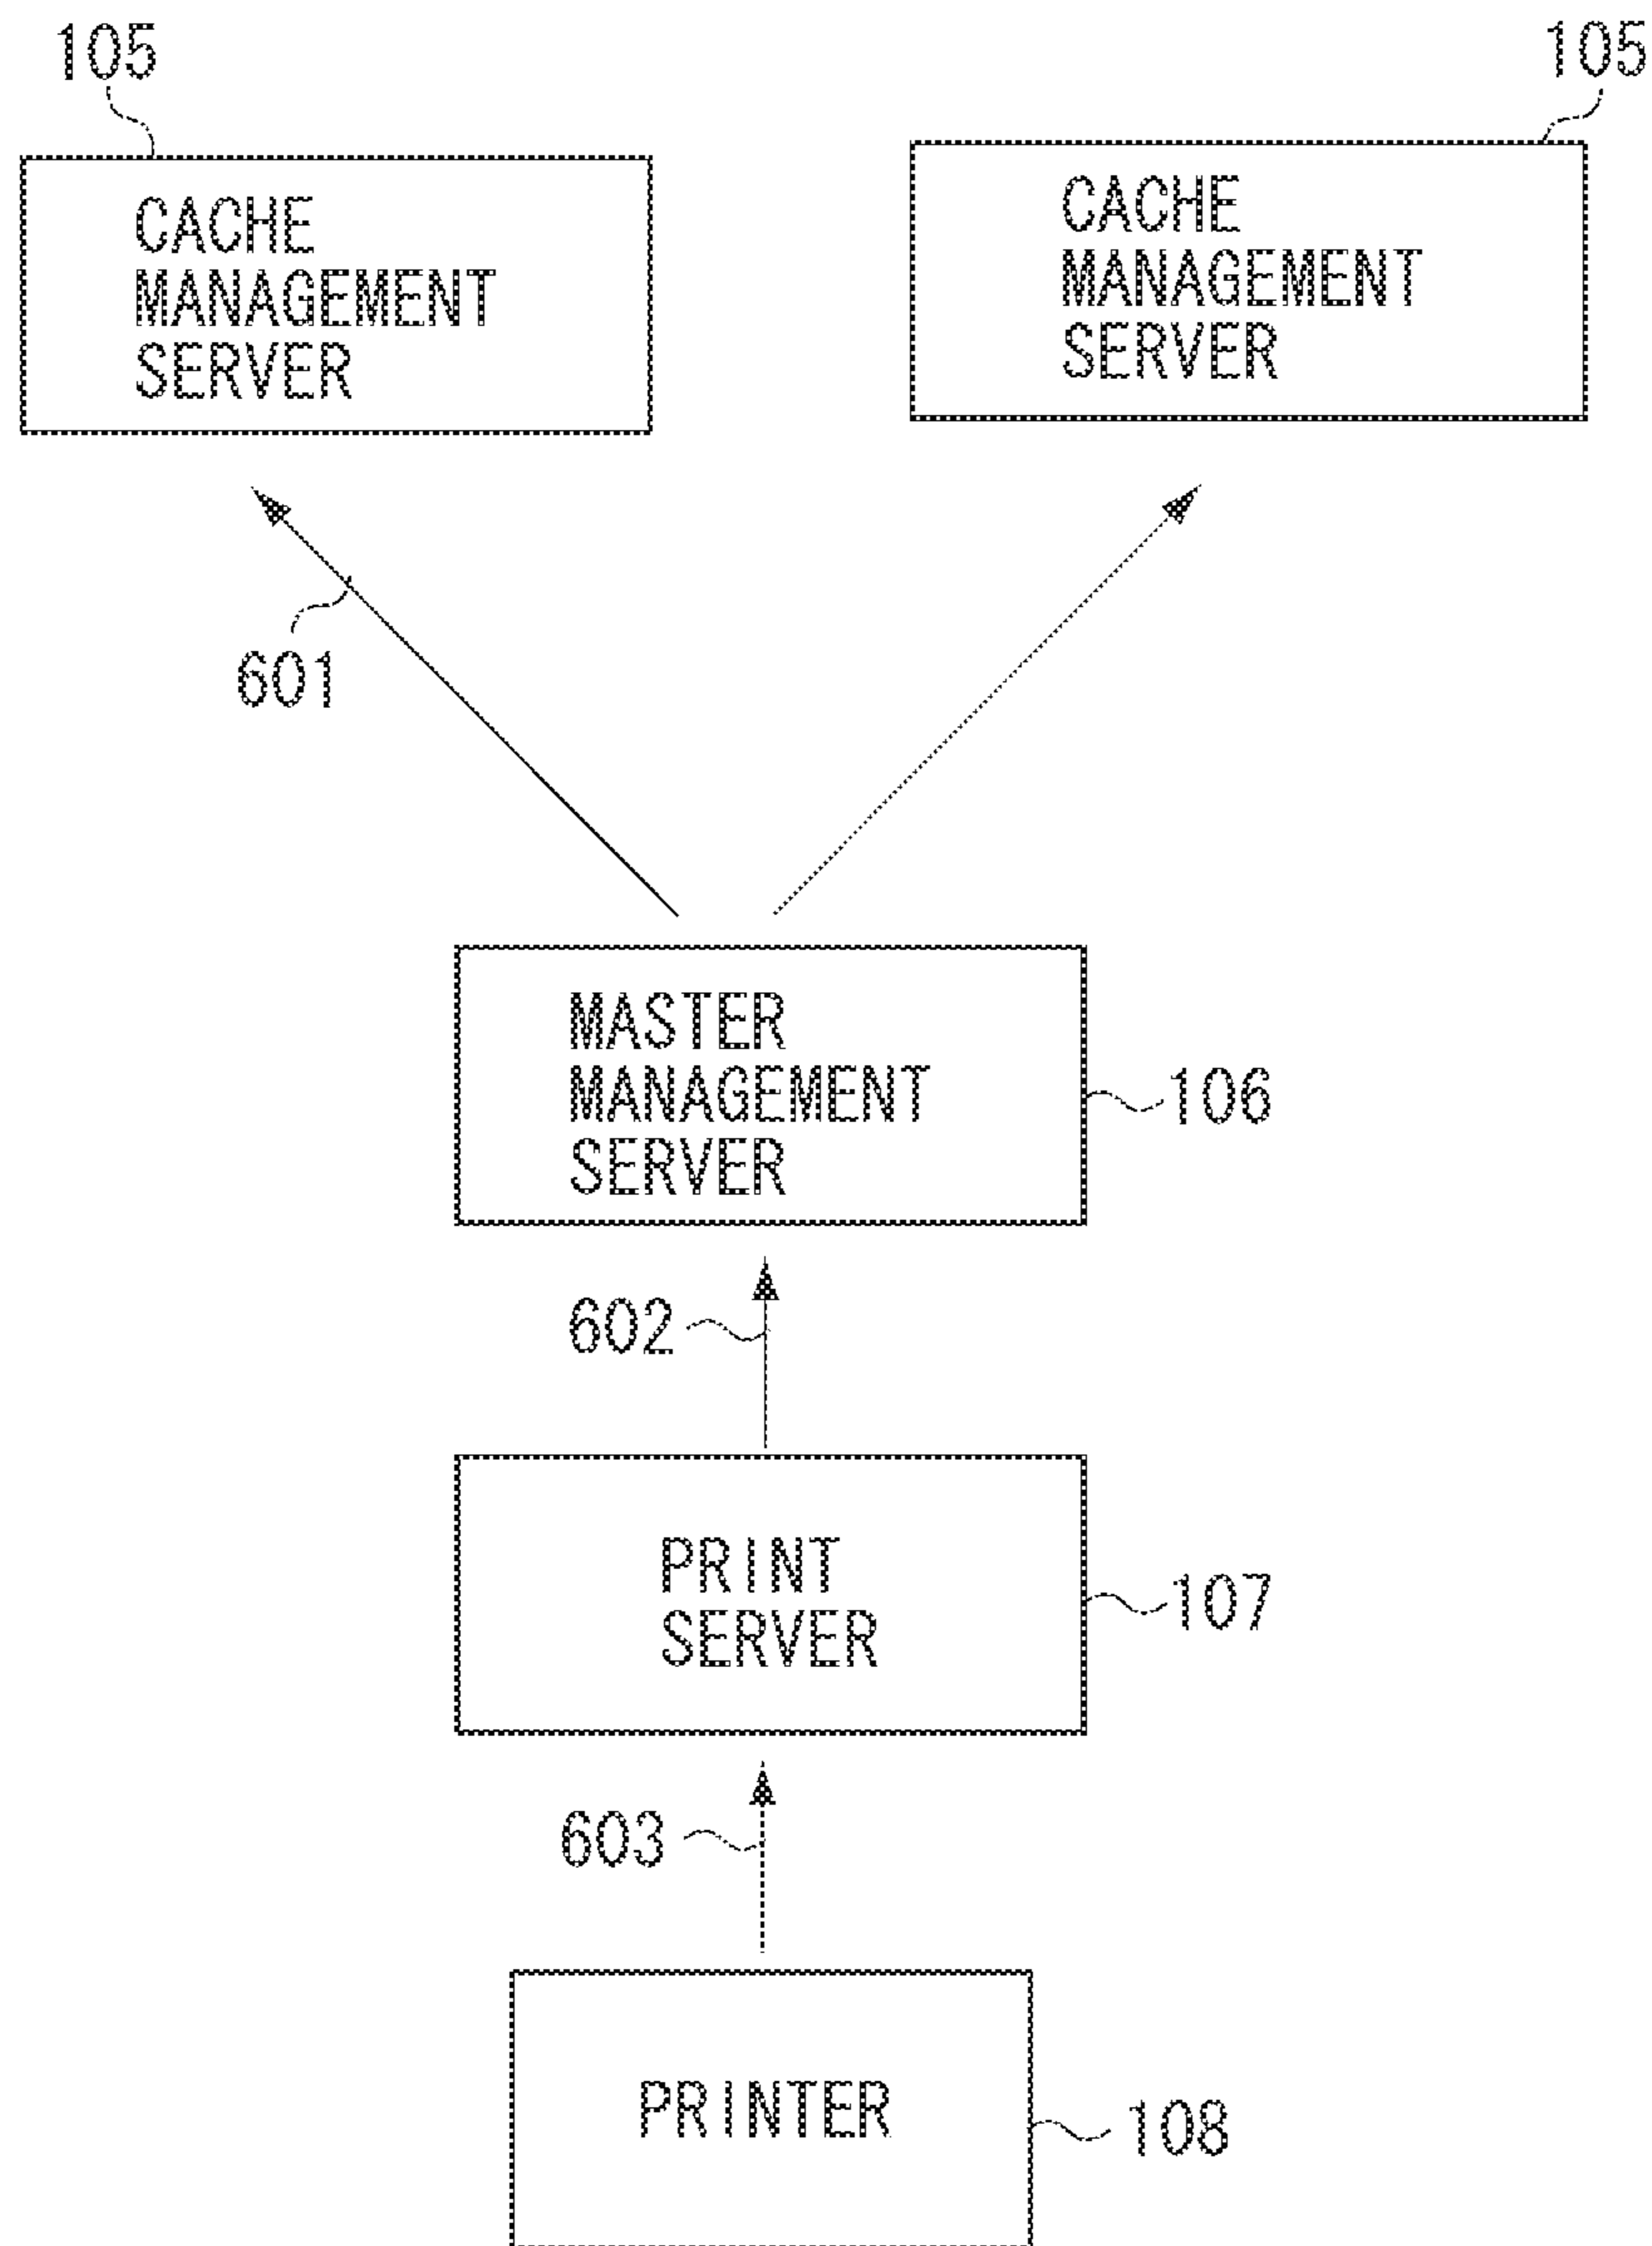 105
105
CACHE
MANAGEMENT
SERVER
CACHE
MANAGEMENT
SERVER
601
MASTER
MANAGEMENT
SERVER
106
602
PRINT
SERVER
107
603
PRINTER
108